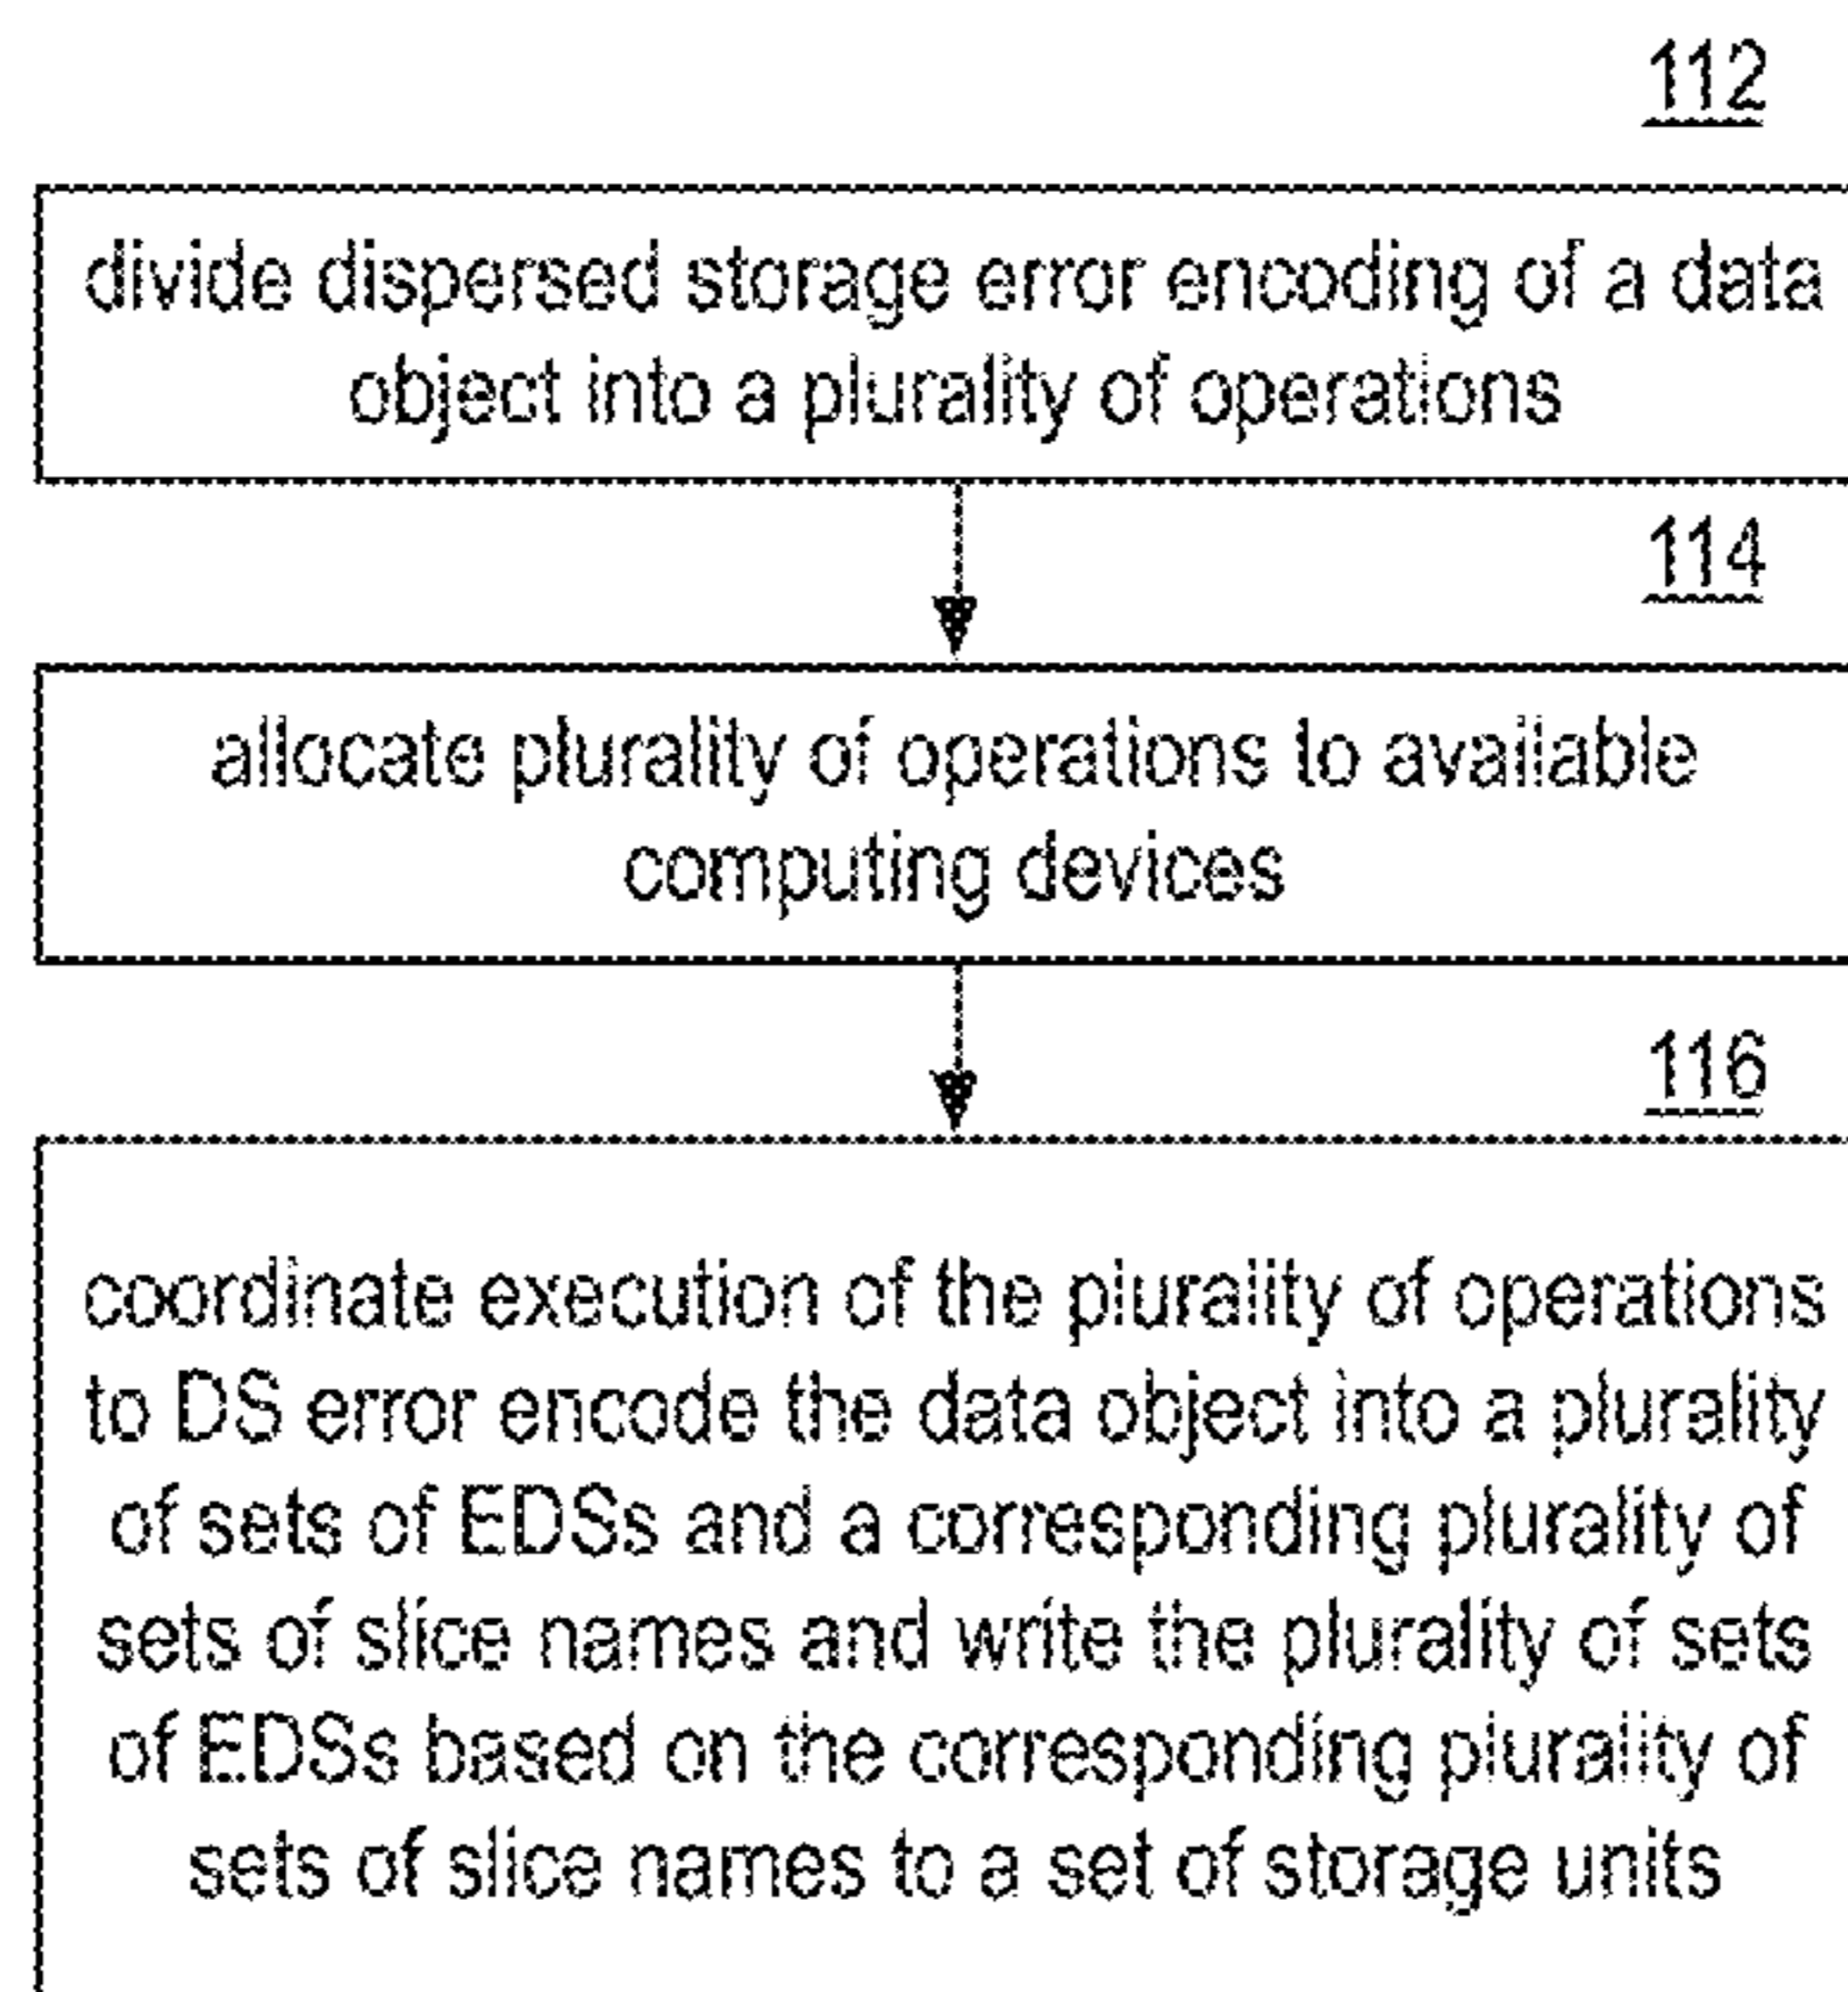 112
divide dispersed storage error encoding of a data
object into a plurality of operations
114
allocate plurality of operations to available
computing devices
116
coordinate execution of the plurality of operations
to DS error encode the data object into a plurality
of sets of EDSs and a corresponding plurality of
sets of slice names and write the plurality of sets
of EDSs based on the corresponding plurality of
sets of slice names to a set of storage units